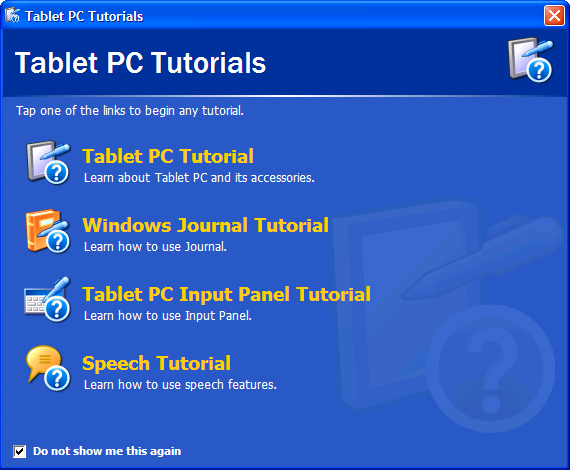 Tablet PC Tutorials
Tablet PC Tutorials
Tap one of the links to begin any tutorial.
Tablet PC Tutorial
Learn about Tablet PC and its accessories.
Windows Journal Tutorial
Learn how to use Journal.
Tablet PC Input Panel Tutorial
Learn how to use Input Panel.
Speech Tutorial
Learn how to use speech features.
Do not show me this again